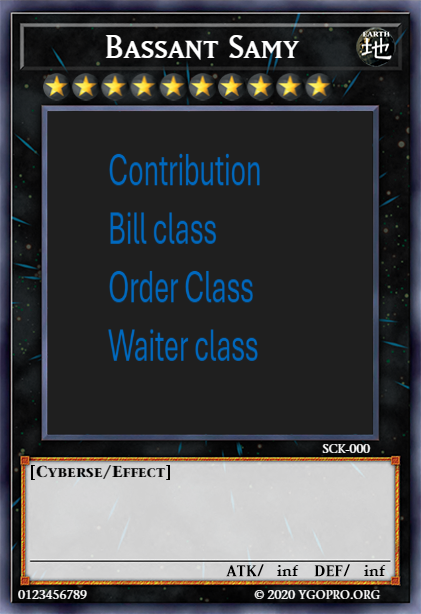 BASSANT SAMY
EARTH
地
Contribution
Bill class
Order Class
Waiter class
SCK-000
[CYBERSE/EFFECT]
ATK/ inf DEF/ inf
0123456789
© 2020 YGOPRO.ORG